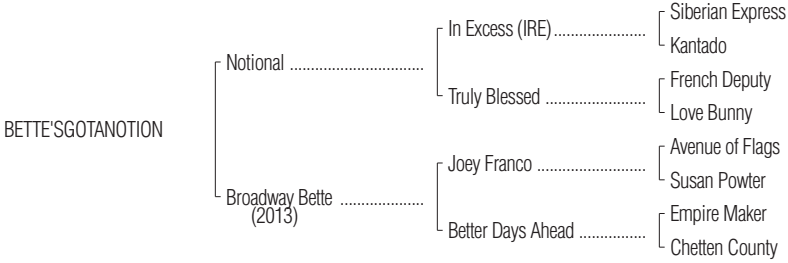 Siberian Express
In Excess (IRE)
Kantado
Notional
French Deputy
Truly Blessed
Love Bunny
BETTE'SGOTANOTION
Avenue of Flags
Joey Franco
Susan Powter
Broadway Bette
(2013)
Empire Maker
Better Days Ahead
Chetten County